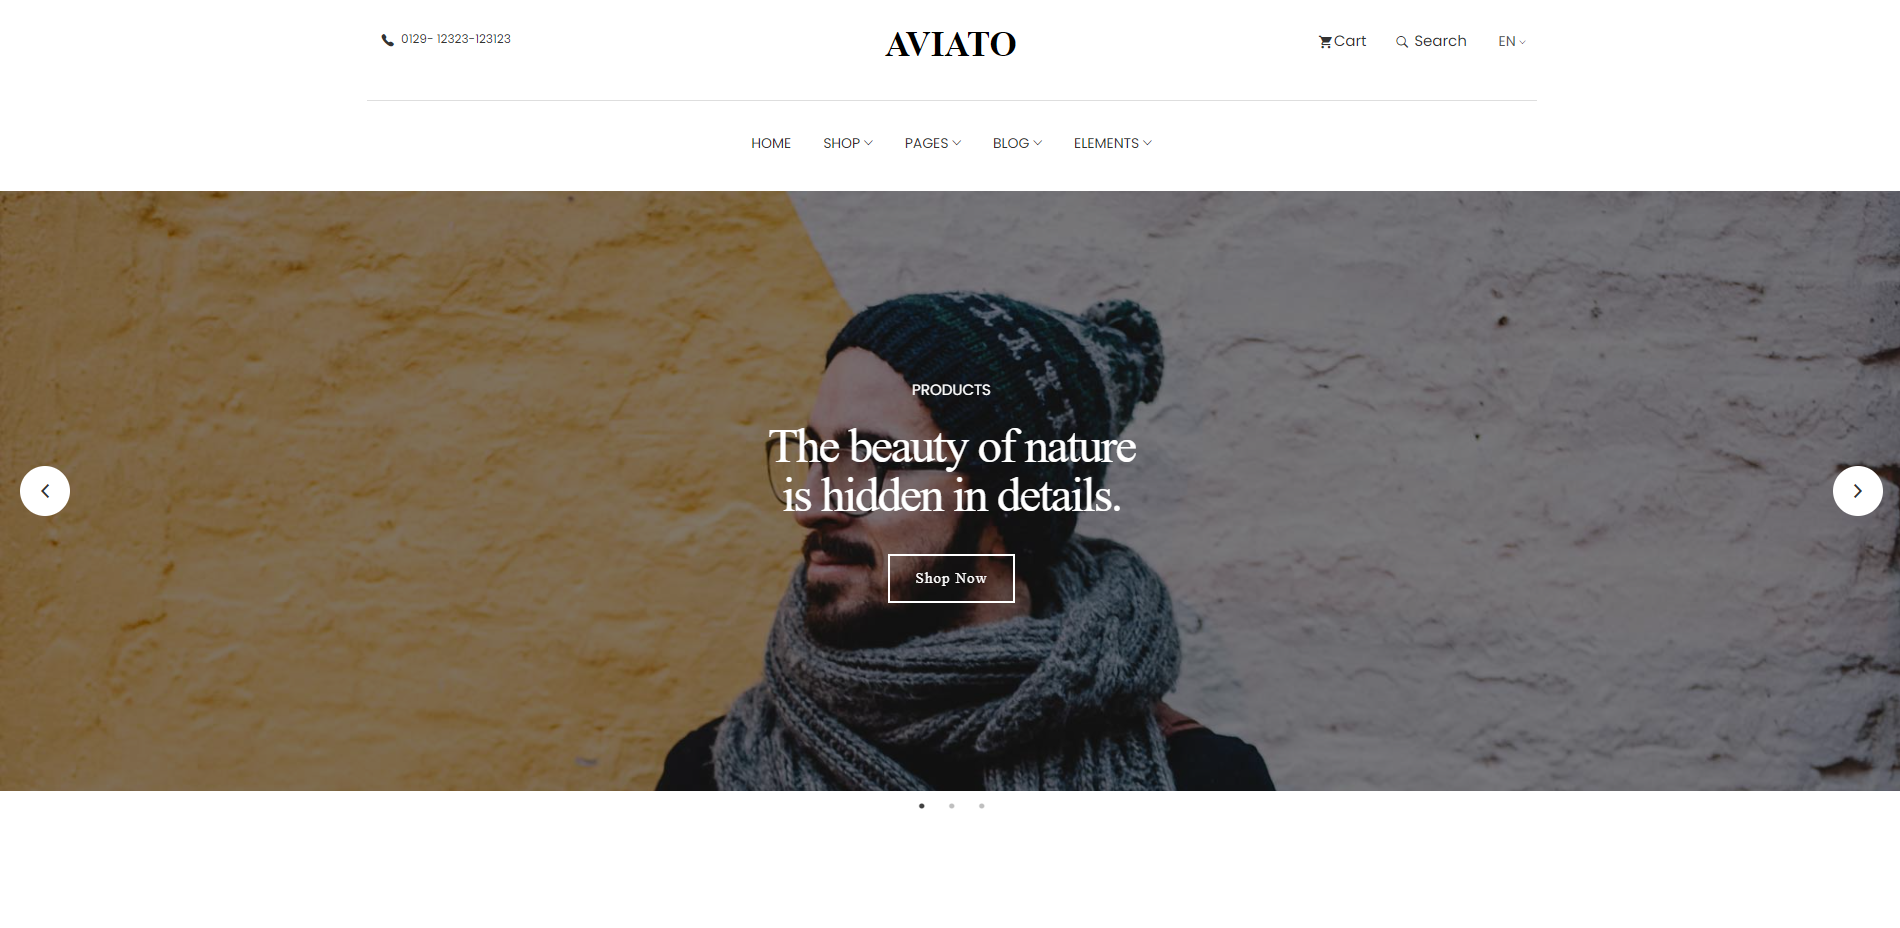 0129- 12323-123123
AVIATO
Cart
Search
EN
HOME
SHOP
PAGES
BLOG
ELEMENTS
PRODUCTS
The beauty of nature
is hidden in details.
Shop Now